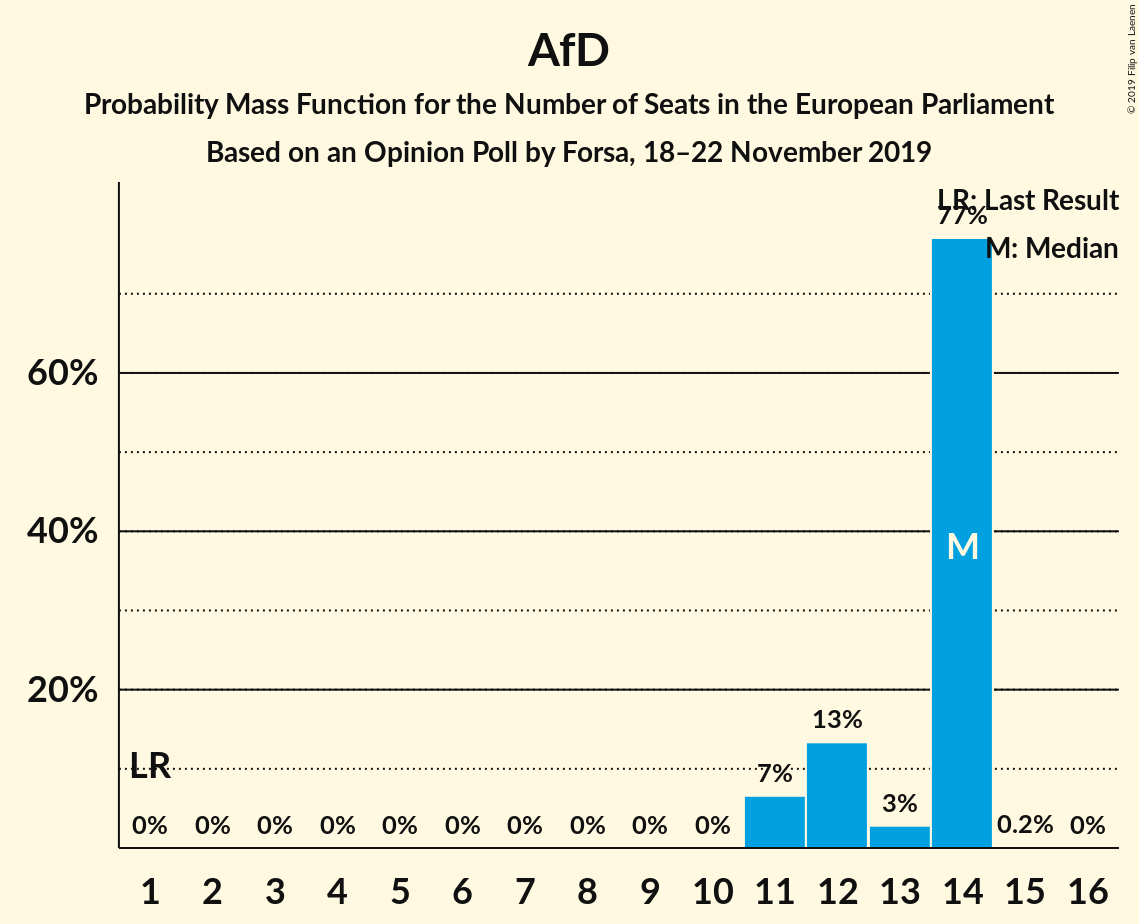 AfD
Probability Mass Function for the Number of Seats in the European Parliament
Based on an Opinion Poll by Forsa, 18–22 November 2019
© 2019 Filip van Laenen
LR: Last Result
M: Median
77%
60%
40%
20%
M
LR
0% 0% 0% 0% 0% 0% 0% 0% 0% 0% 7% 13% 3% 0.2% 0%
1 2 3 4 5 6 7 8 9 10 11 12 13 14 15 16